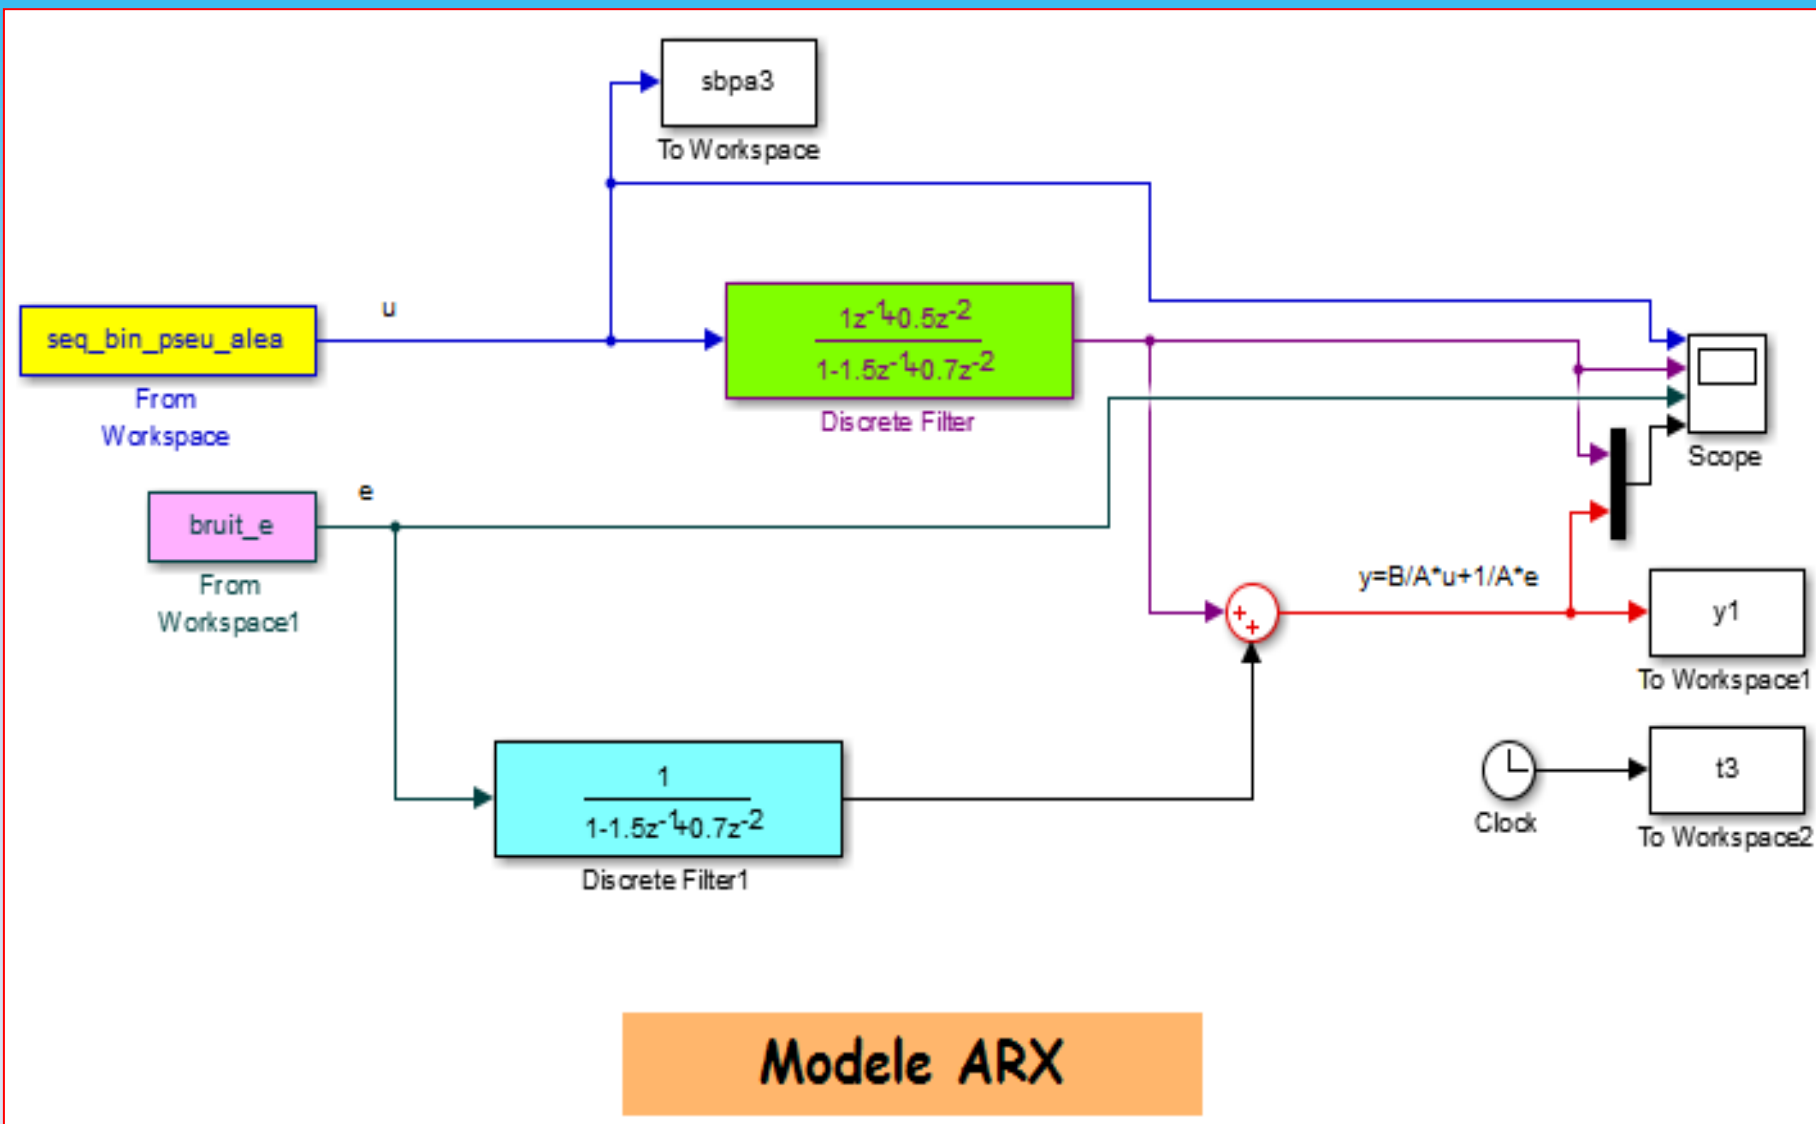 sbpa3
To Workspace
u
seq_bin_pseu_alea
From
Workspace
1z^-1+0.5z^-2
1-1.5z^-1+0.7z^-2
Discrete Filter
Scope
e
bruit_e
From
Workspace1
y=B/A*u+1/A*e
++
y1
To Workspace1
1
1-1.5z^-1+0.7z^-2
Discrete Filter1
Clock
t3
To Workspace2
Modele ARX